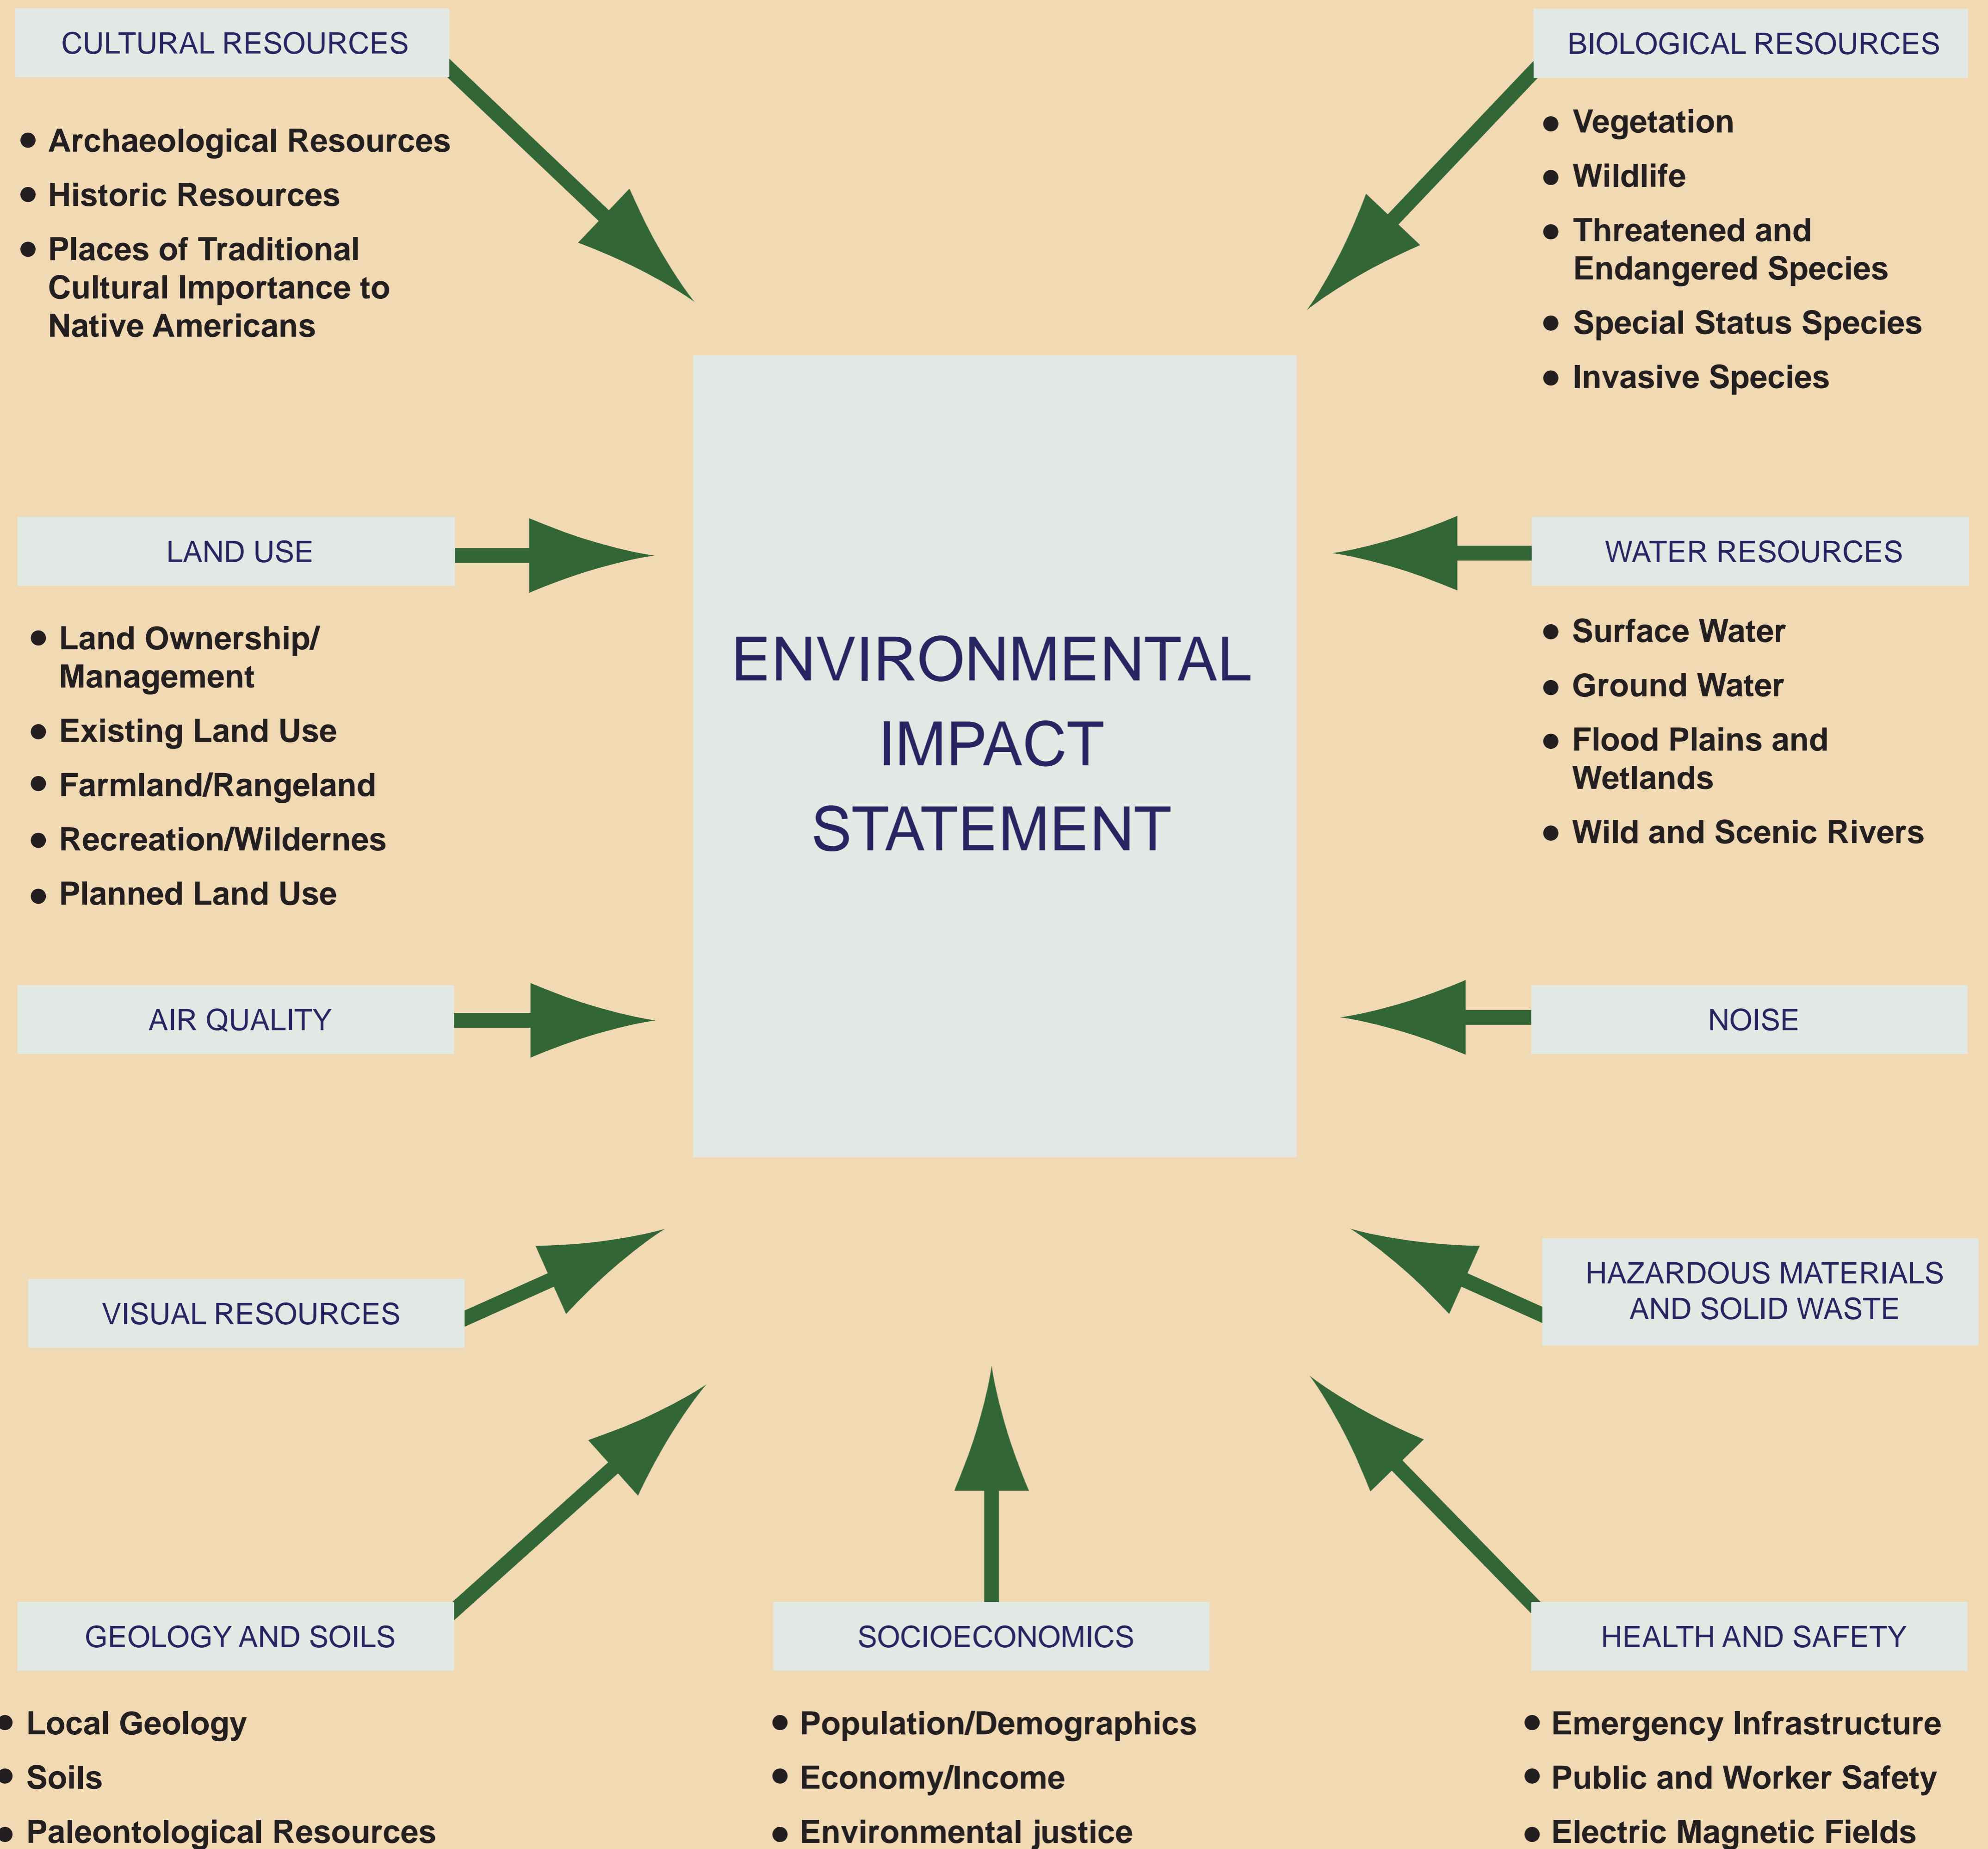 CULTURAL RESOURCES
• Archaeological Resources
• Historic Resources
• Places of Traditional
Cultural Importance to
Native Americans
BIOLOGICAL RESOURCES
• Vegetation
• Wildlife
• Threatened and
Endangered Species
• Special Status Species
• Invasive Species
LAND USE
• Land Ownership/
Management
• Existing Land Use
• Farmland/Rangeland
• Recreation/Wildernes
• Planned Land Use
ENVIRONMENTAL
IMPACT
STATEMENT
WATER RESOURCES
• Surface Water
• Ground Water
• Flood Plains and
Wetlands
• Wild and Scenic Rivers
AIR QUALITY
NOISE
VISUAL RESOURCES
HAZARDOUS MATERIALS
AND SOLID WASTE
GEOLOGY AND SOILS
• Local Geology
• Soils
• Paleontological Resources
SOCIOECONOMICS
• Population/Demographics
• Economy/Income
• Environmental justice
HEALTH AND SAFETY
• Emergency Infrastructure
• Public and Worker Safety
• Electric Magnetic Fields